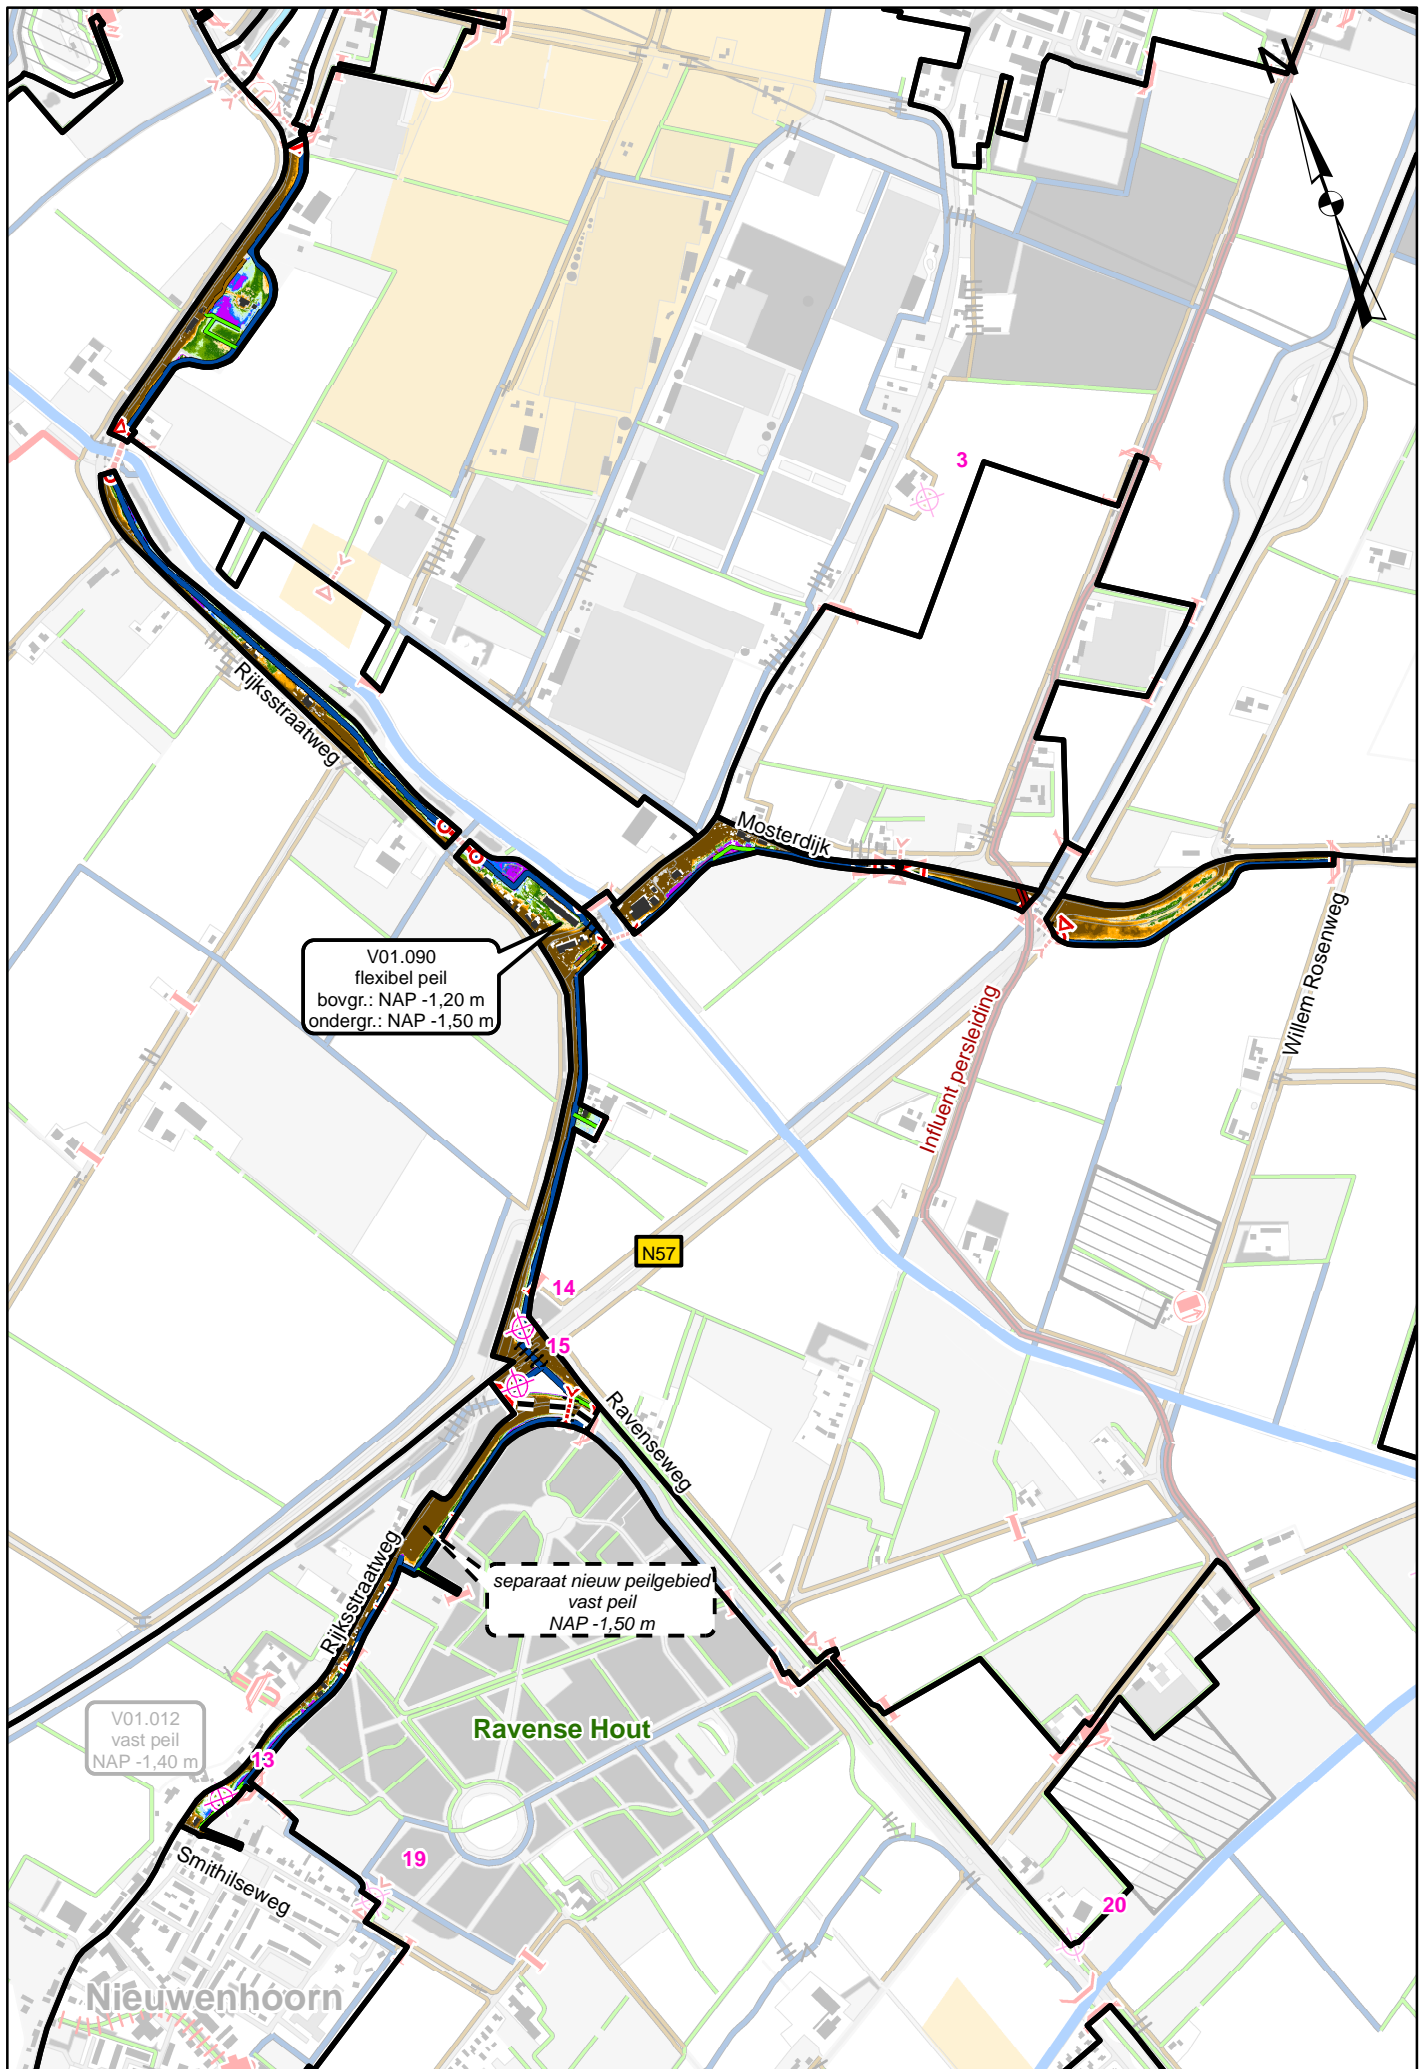 N
3
Rijksstraatweg
Mosterdijk
V01.090
flexibel peil
bovgr.: NAP -1,20 m
ondergr.: NAP -1,50 m
Willem Rosenweg
Influent persleiding
N57
14
15
Ravenseweg
Rijksstraatweg
separaat nieuw peilgebied
vast peil
NAP -1,50 m
V01.012
vast peil
NAP -1,40 m
Ravense Hout
13
19
Smithilseweg
20
Nieuwenhoorn